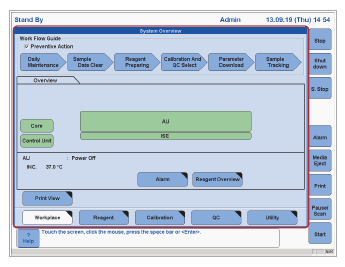 Stand By Admin 13.09.19 (Thu) 14 54
System Overview
Work Flow Guide
Preventive Action
Daily Maintenance
Sample Data Clear
Reagent Preparing
Calibration And QC Select
Parameter Download
Sample Tracking
Overview
AU
ISE
Core
Control Unit
AU : Power Off
INC. 37.0 °C
Alarm
Reagent Overview
Print View
Workplace
Reagent
Calibration
QC
Utility
? Help
Touch the screen, click the mouse, press the space bar or <Enter>.
Stop
Shut down
S. Stop
Alarm
Media Eject
Print
Pause/ Scan
Start